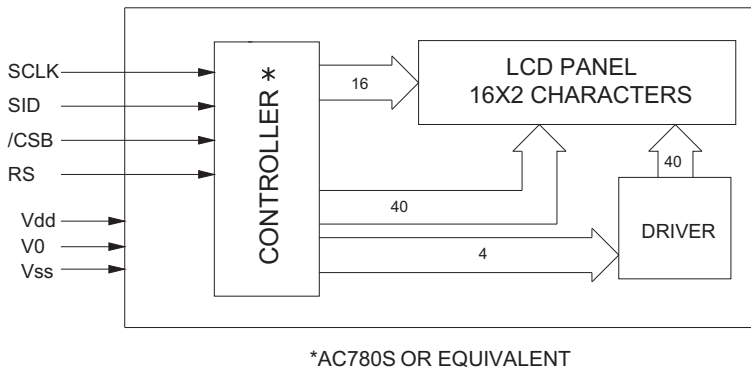 SCLK
SID
/CSB
RS
Vdd
V0
Vss
CONTROLLER *
16
LCD PANEL
16X2 CHARACTERS
40
40
DRIVER
4
*AC780S OR EQUIVALENT